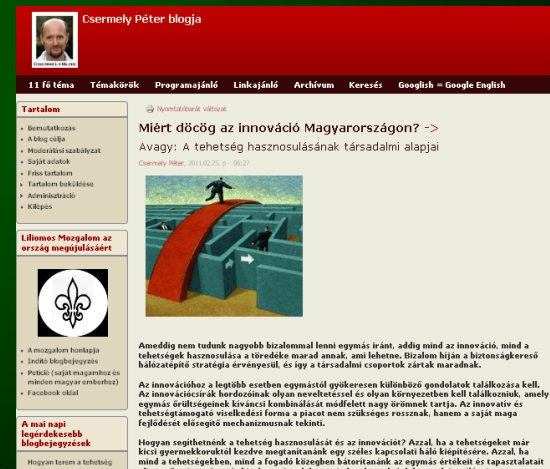 Csermely Péter blogja
11 fő téma Témakörök Programajánló Linkajánló Archívum Keresés Googlish = Google English
Tartalom
Bemutatkozás
A blog célja
Moderálási szabályzat
Saját adatok
Friss tartalom
Tartalom beküldése
Adminisztráció
Kilépés
Liliomos Mozgalom az
ország megújulásáért
A mozgalom honlapja
Indító blogbejegyzés
Petíció (saját magamhoz és
minden magyar emberhez)
Facebook oldal
A mai napi
legérdekesebb
blogbejegyzések
Hogyan terem a tehetség
Nyomtatóbarát változat
Miért döcög az innováció Magyarországon? ->
Avagy: A tehetség hasznosulásának társadalmi alapjai
Csermely Péter, 2011.02.25, p - 06:27
Ameddig nem tudunk nagyobb bizalommal lenni egymás iránt, addig mind az innováció, mind a
tehetségek hasznosulása a töredéke marad annak, ami lehetne. Bizalom híján a biztonságkereső
hálózatépítő stratégia érvényesül, és így a társadalmi csoportok zártak maradnak.
Az innovációhoz a legtöbb esetben egymástól gyökeresen különböző gondolatok találkozása kell.
Az innovációcsírák hordozóinak olyan neveltetéssel és olyan környezetben kell találkozniuk, amely
egymás őrültségeinek kíváncsi kombinálását módfelett nagy örömnek tartja. Az innovatív és
tehetségtámogató viselkedési forma a piacot nem szükséges rossznak, hanem a saját maga
fejlődését elősegítő mechanizmusnak tekinti.
Hogyan segíthetnénk a tehetség hasznosulását és az innovációt? Azzal, ha a tehetségeket már
kicsi gyermekkoruktól kezdve megtanítanánk egy széles kapcsolati háló kiépítésére. Azzal, ha
mind a tehetségekben, mind a fogadó közegben bátorítanánk az egymás értékeit és tapasztalatait